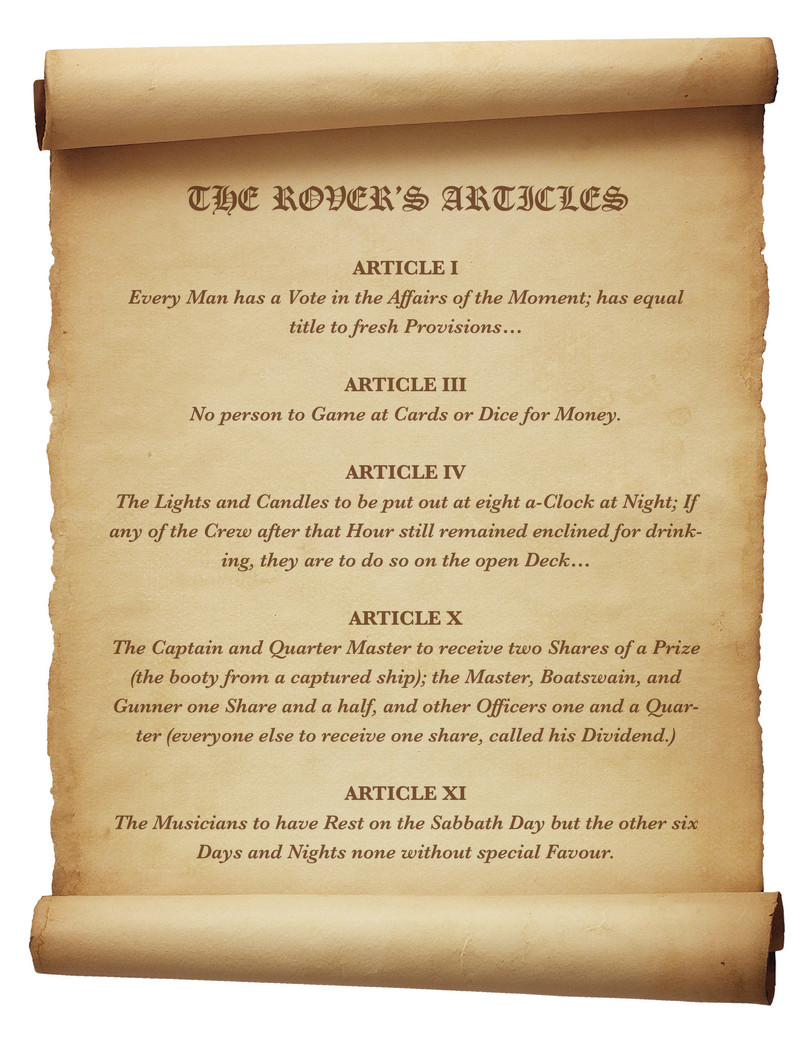 THE ROVER'S ARTICLES
ARTICLE I
Every Man has a Vote in the Affairs of the Moment; has equal
title to fresh Provisions…
ARTICLE III
No person to Game at Cards or Dice for Money.
ARTICLE IV
The Lights and Candles to be put out at eight a-Clock at Night; If
any of the Crew after that Hour still remained enclined for drink-
ing, they are to do so on the open Deck…
ARTICLE X
The Captain and Quarter Master to receive two Shares of a Prize
(the booty from a captured ship); the Master, Boatswain, and
Gunner one Share and a half, and other Officers one and a Quar-
ter (everyone else to receive one share, called his Dividend.)
ARTICLE XI
The Musicians to have Rest on the Sabbath Day but the other six
Days and Nights none without special Favour.